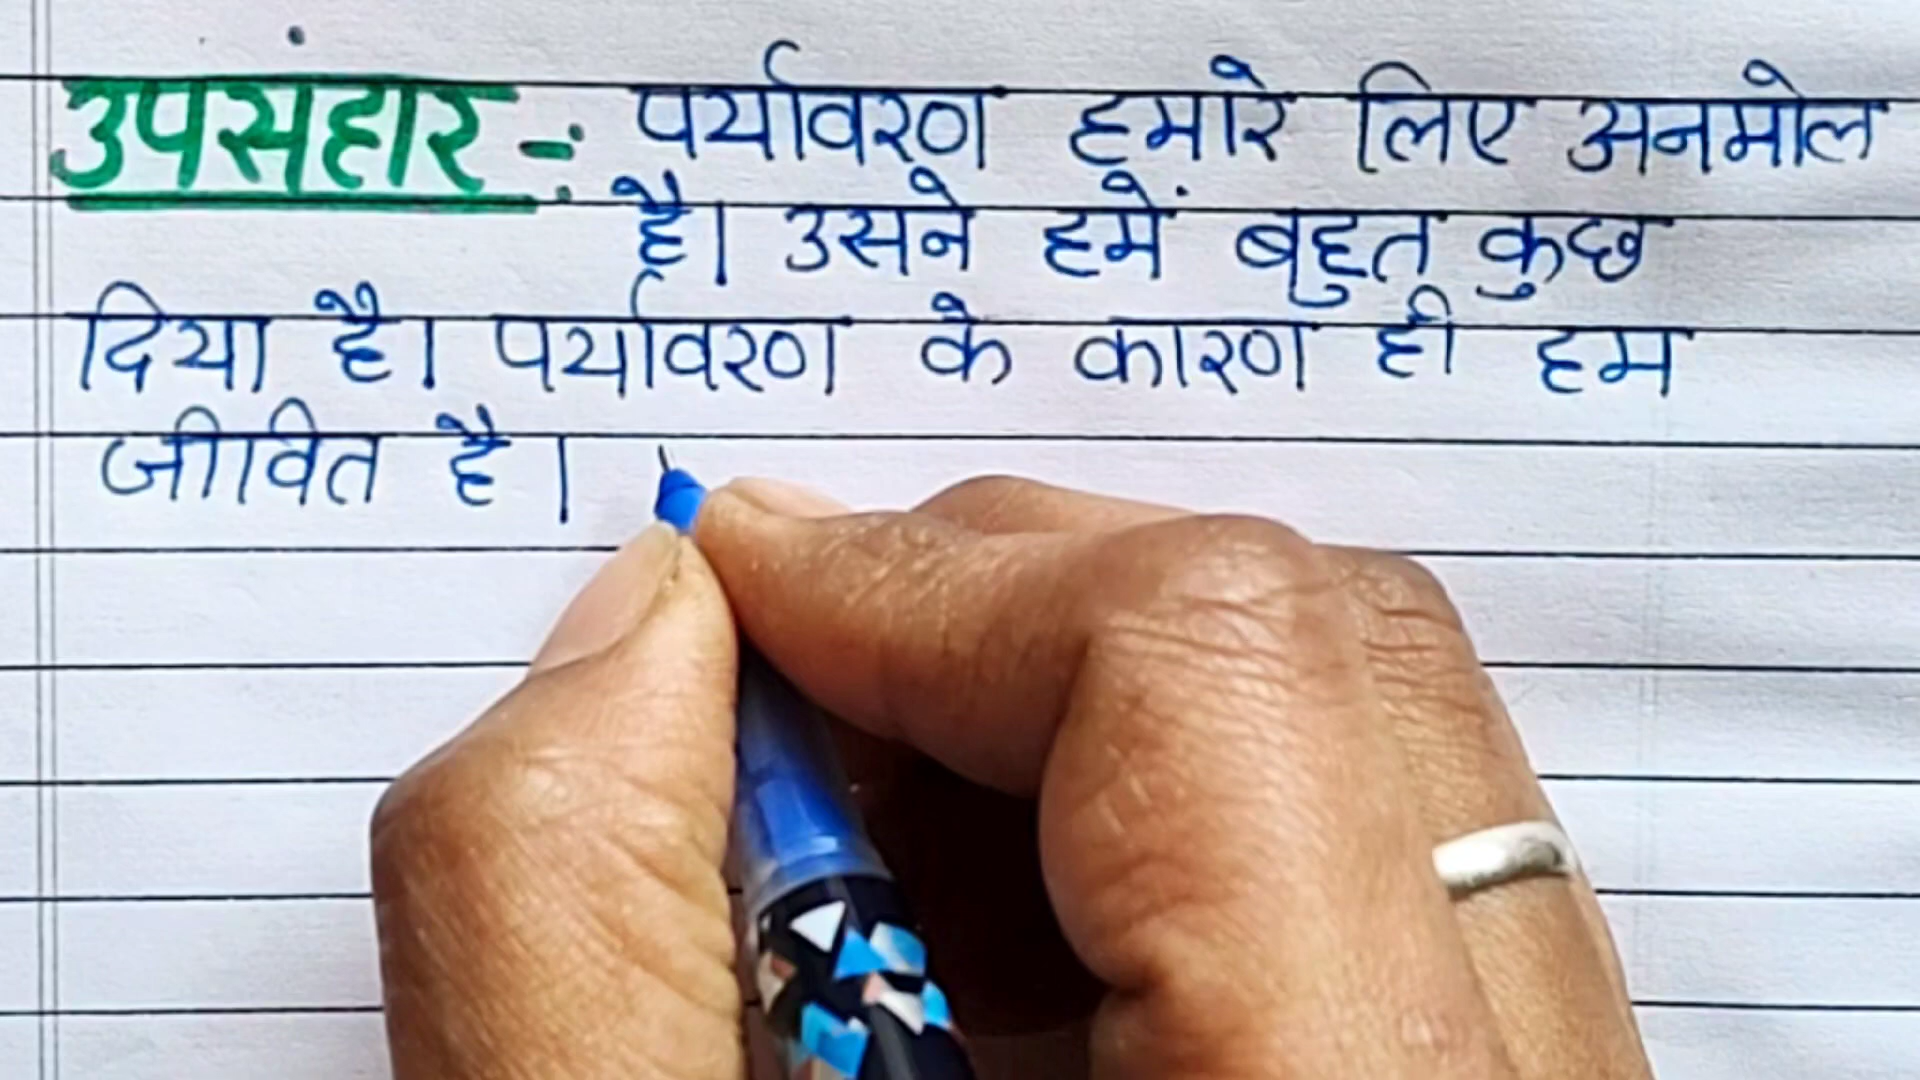 उपसंहार -: पर्यावरण हमारे लिए अनमोल
है। उसने हमें बहुत कुछ
दिया है। पर्यावरण के कारण ही हम
जीवित है।